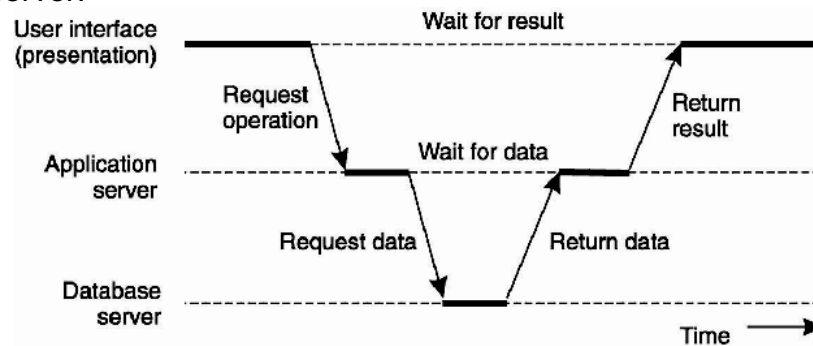 User interface
(presentation)
Wait for result
Request
operation
Return
result
Application
server
Wait for data
Request data
Return data
Database
server
Time